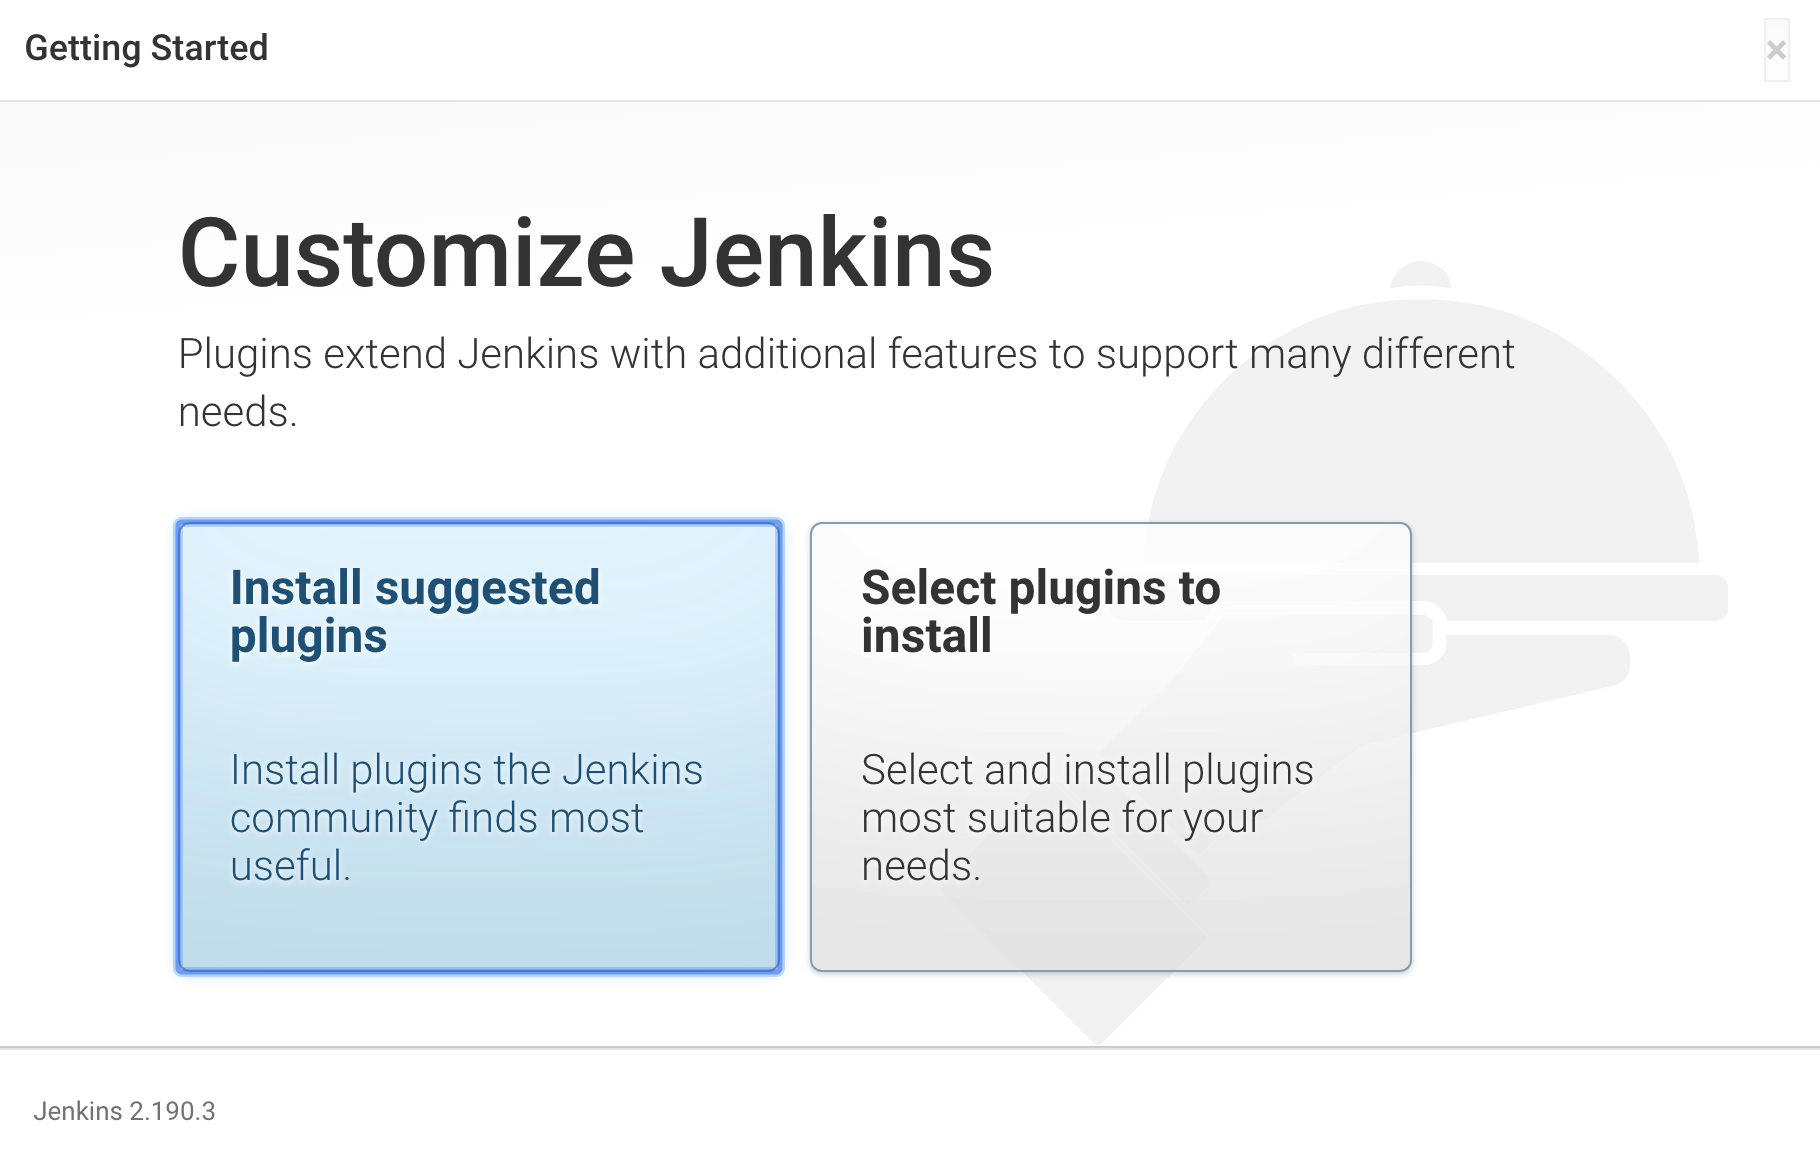 Getting Started
×
Customize Jenkins
Plugins extend Jenkins with additional features to support many different
needs.
Install suggested
plugins
Install plugins the Jenkins
community finds most
useful.
Select plugins to
install
Select and install plugins
most suitable for your
needs.
Jenkins 2.190.3